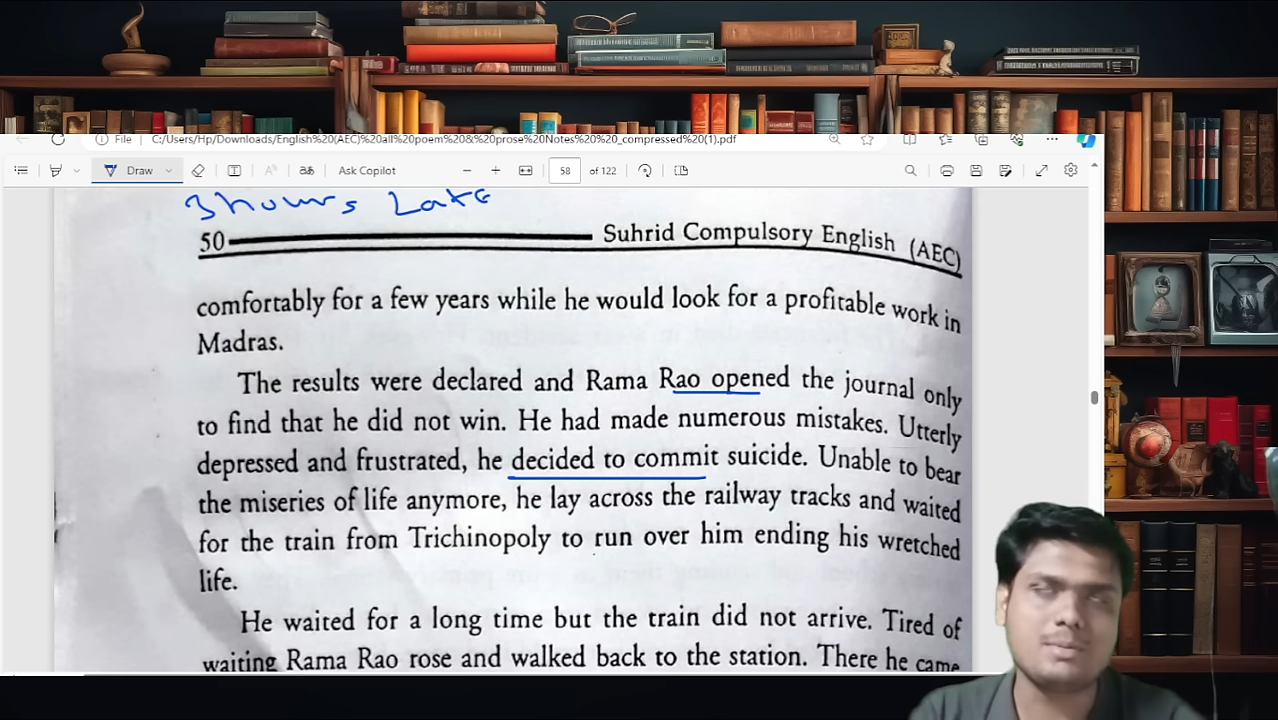 File C:/Users/Hp/Downloads/English%20(AEC)%20all%20poem%20&%20prose%20Notes%20%20_compressed%20(1).pdf
Draw Ask Copilot 58 of 122
3 hours Late
50 Suhrid Compulsory English (AEC)
comfortably for a few years while he would look for a profitable work in
Madras.
The results were declared and Rama Rao opened the journal only
to find that he did not win. He had made numerous mistakes. Utterly
depressed and frustrated, he decided to commit suicide. Unable to bear
the miseries of life anymore, he lay across the railway tracks and waited
for the train from Trichinopoly to run over him ending his wretched
life.
He waited for a long time but the train did not arrive. Tired of
waiting Rama Rao rose and walked back to the station. There he came